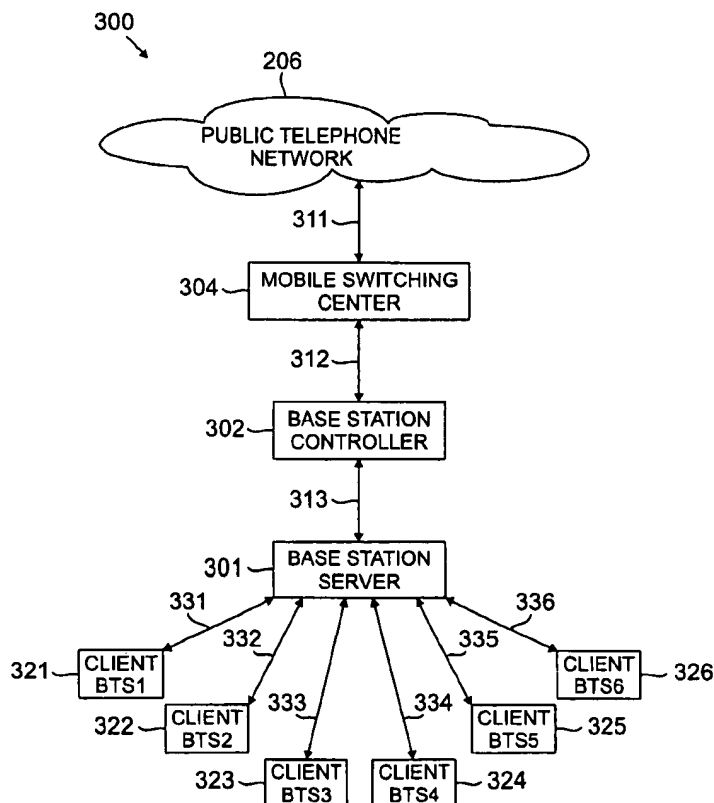 300
206
PUBLIC TELEPHONE
NETWORK
311
304
MOBILE SWITCHING
CENTER
312
302
BASE STATION
CONTROLLER
313
301
BASE STATION
SERVER
331
332
333
334
335
336
321
CLIENT
BTS1
322
CLIENT
BTS2
323
CLIENT
BTS3
CLIENT
BTS4
324
CLIENT
BTS5
325
CLIENT
BTS6
326